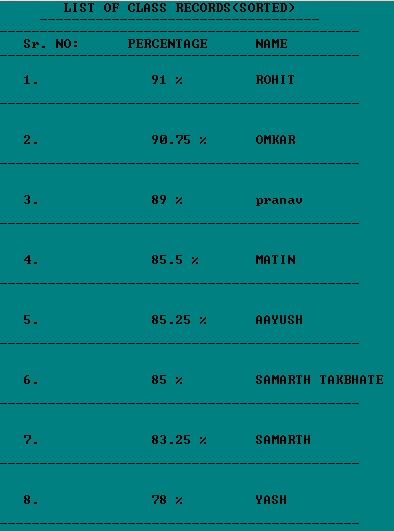 LIST OF CLASS RECORDS(SORTED)
Sr. NO: PERCENTAGE NAME
1. 91 % ROHIT
2. 90.75 % OMKAR
3. 89 % pranav
4. 85.5 % MATIN
5. 85.25 % AAYUSH
6. 85 % SAMARTH TAKBHATE
7. 83.25 % SAMARTH
8. 78 % YASH